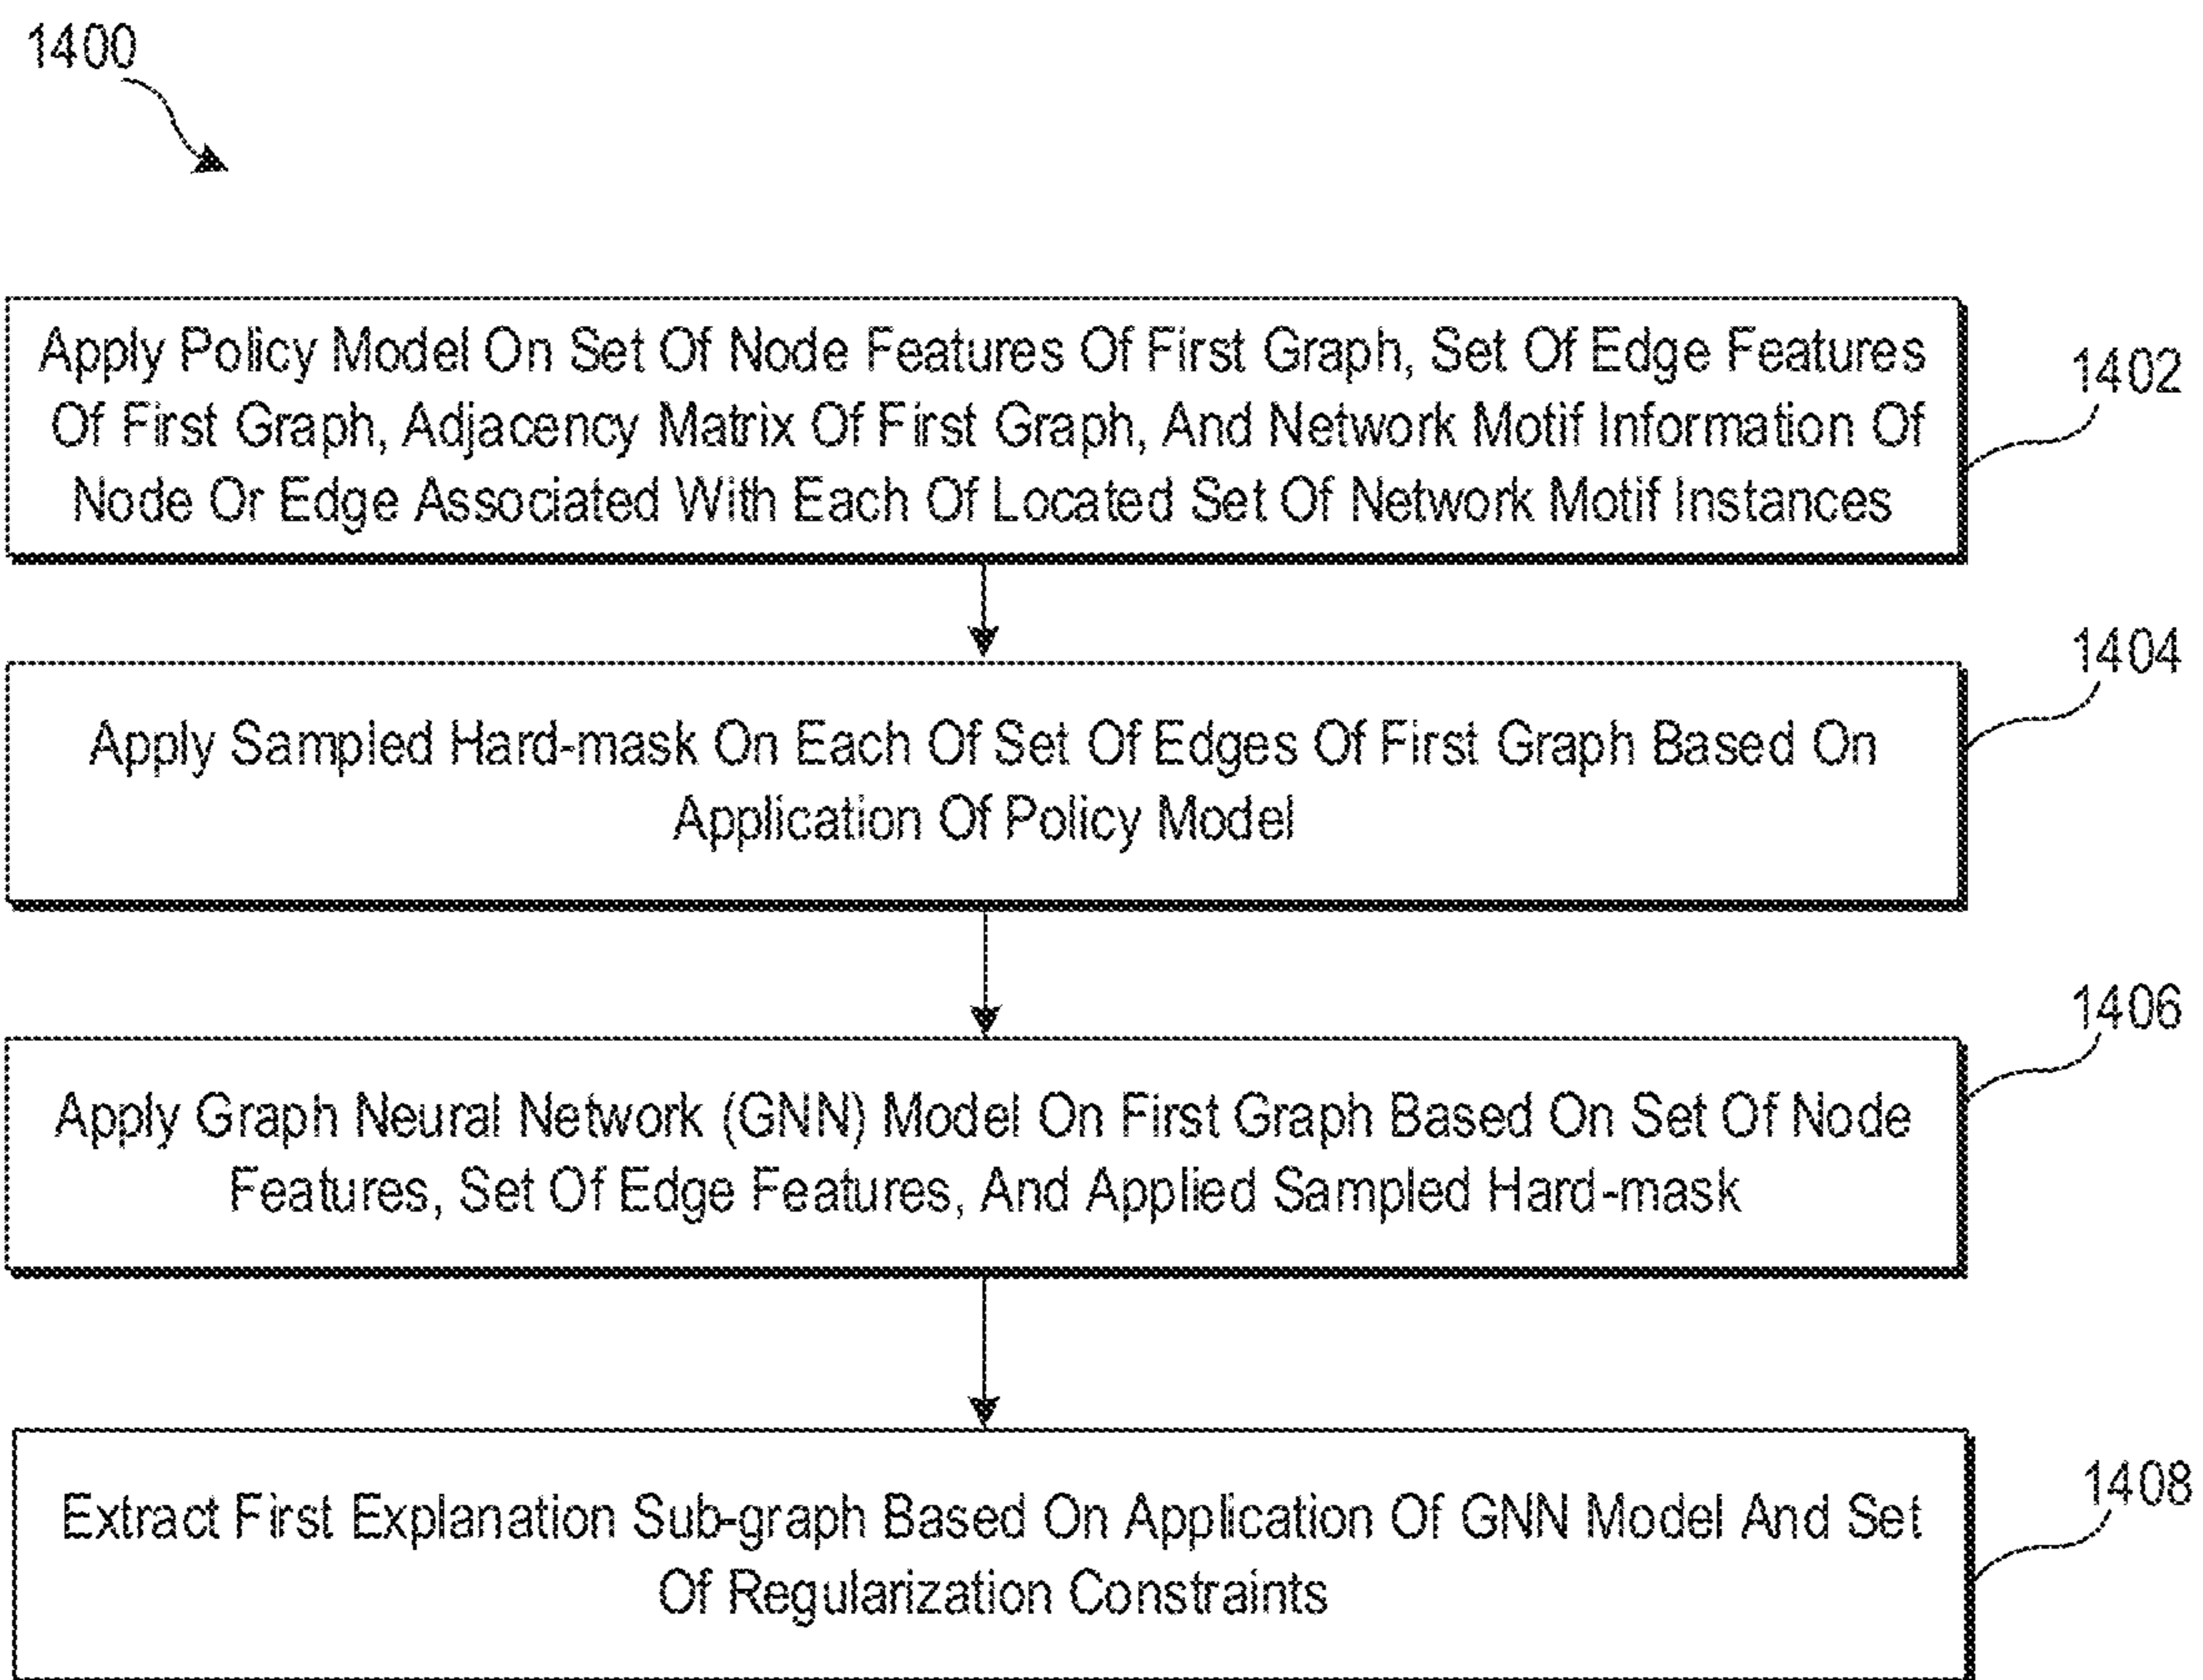 1400
Apply Policy Model On Set Of Node Features Of First Graph, Set Of Edge Features
Of First Graph, Adjacency Matrix Of First Graph, And Network Motif Information Of
Node Or Edge Associated With Each Of Located Set Of Network Motif Instances
1402
Apply Sampled Hard-mask On Each Of Set Of Edges Of First Graph Based On
Application Of Policy Model
1404
Apply Graph Neural Network (GNN) Model On First Graph Based On Set Of Node
Features, Set Of Edge Features, And Applied Sampled Hard-mask
1406
Extract First Explanation Sub-graph Based On Application Of GNN Model And Set
Of Regularization Constraints
1408